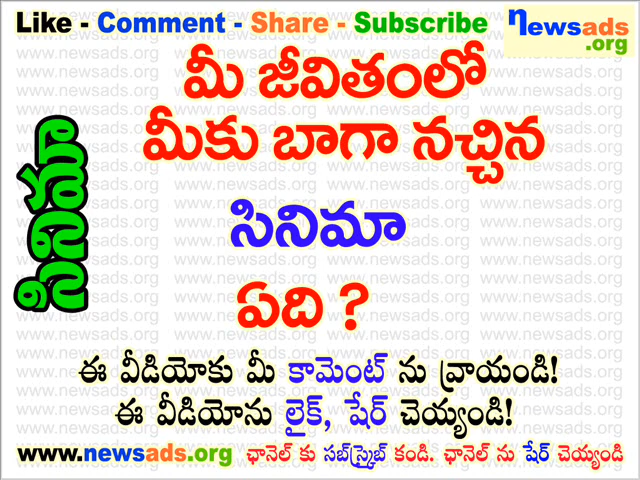 Like - Comment - Share - Subscribe
newsads
.org
మీ జీవితంలో
మీకు బాగా నచ్చిన
సినిమా
సినిమా
ఏది ?
ఈ వీడియోకు మీ కామెంట్ ను వ్రాయండి!
ఈ వీడియోను లైక్, షేర్ చెయ్యండి!
www.newsads.org ఛానెల్ కు సబ్‌స్క్రైబ్ కండి. ఛానెల్ ను షేర్ చెయ్యండి